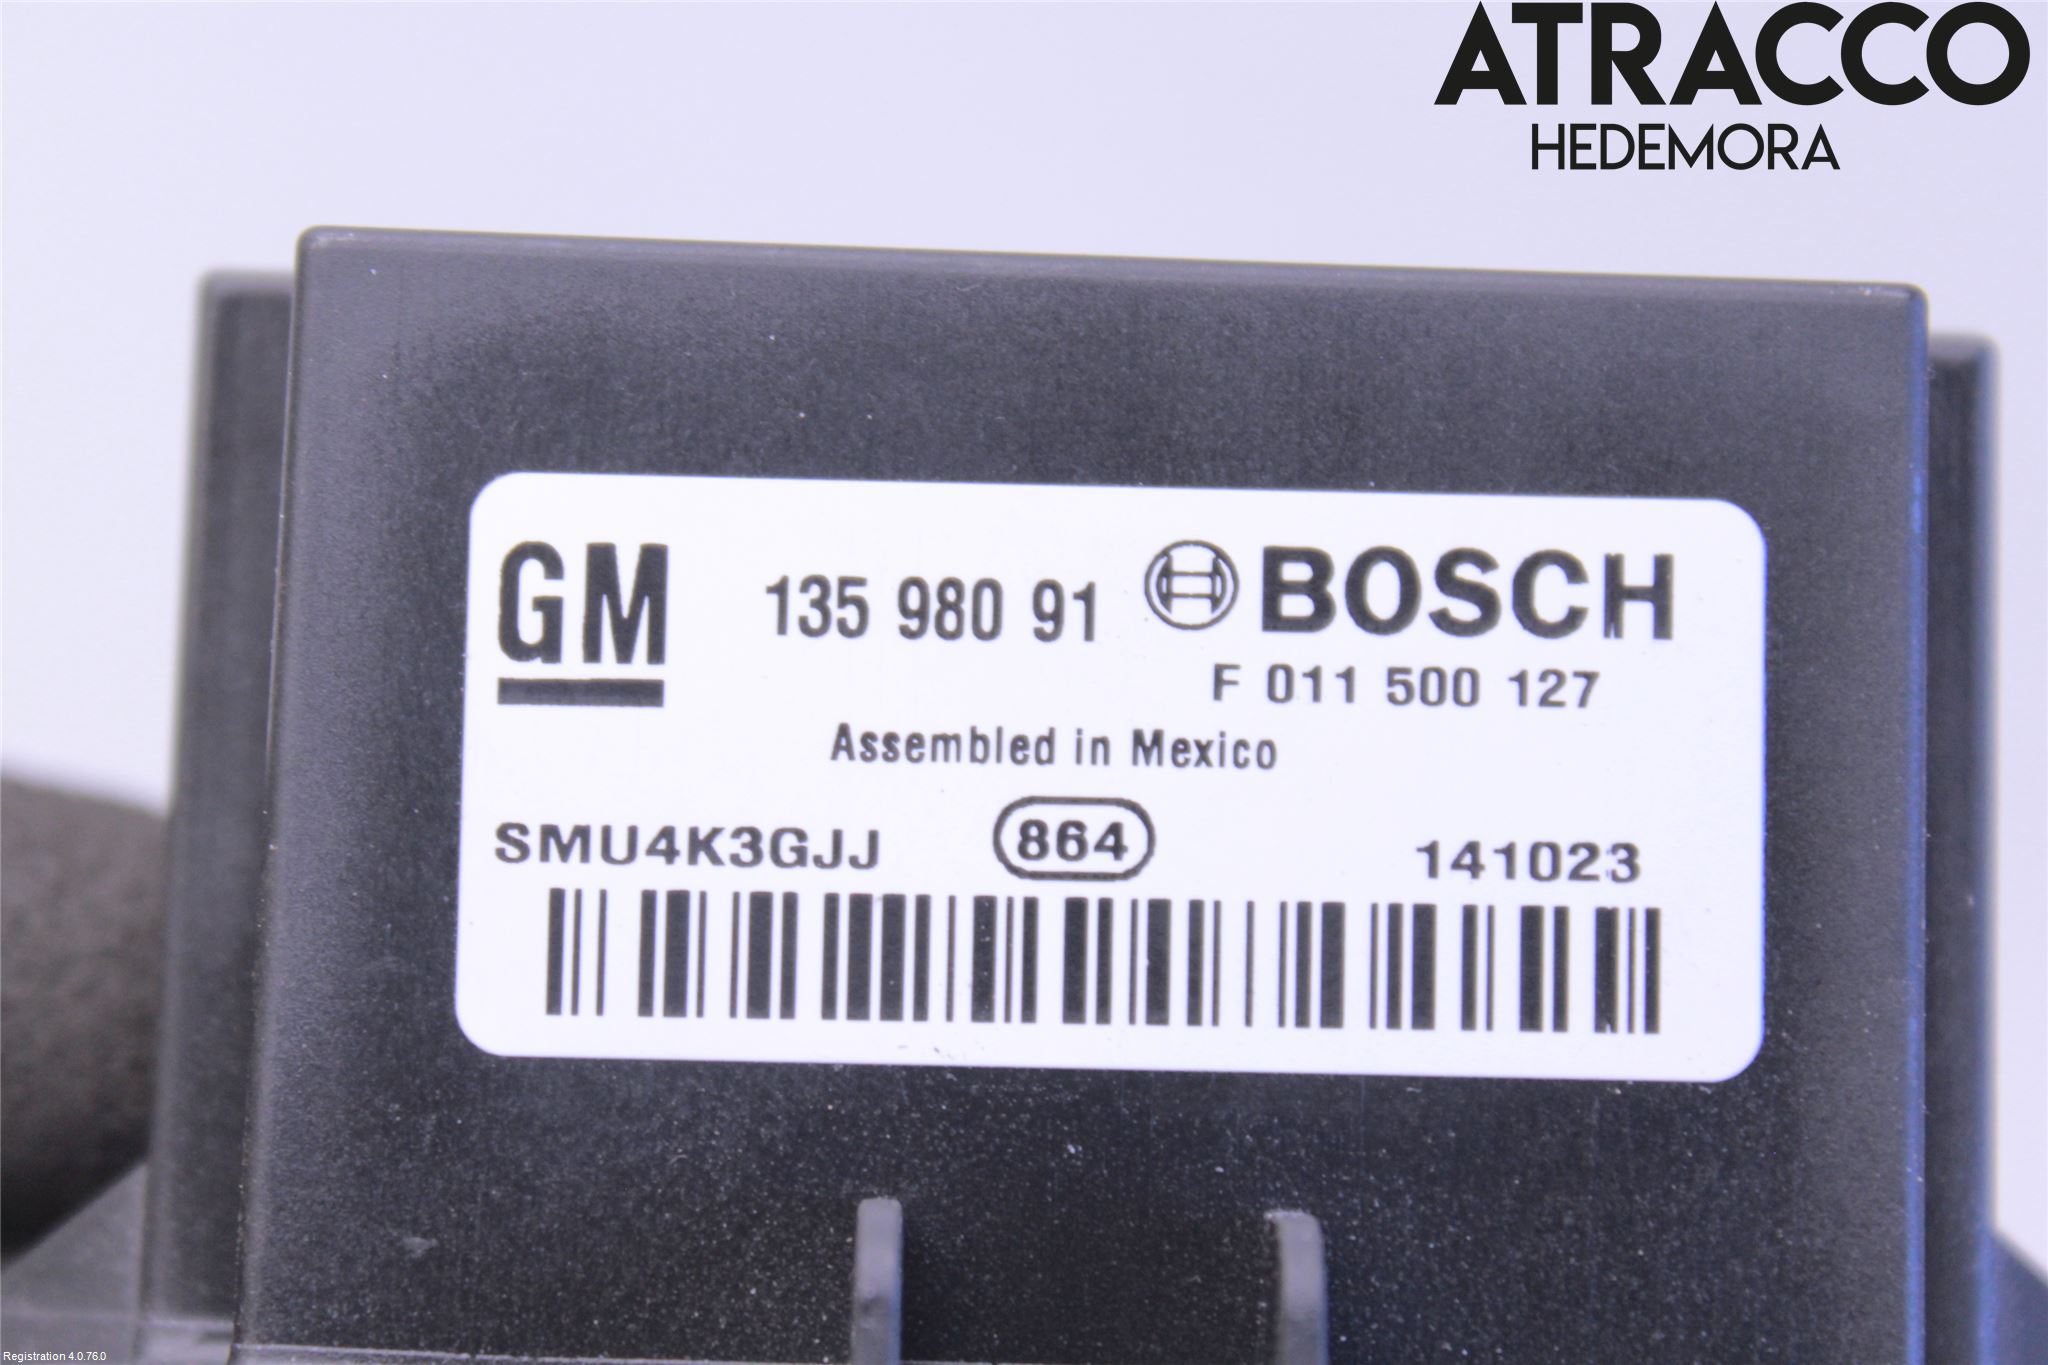 ATRACCO
HEDEMORA
GM 135 980 91 BOSCH
F 011 500 127
Assembled in Mexico
SMU4K3GJJ 864 141023
Registration 4.0.76.0